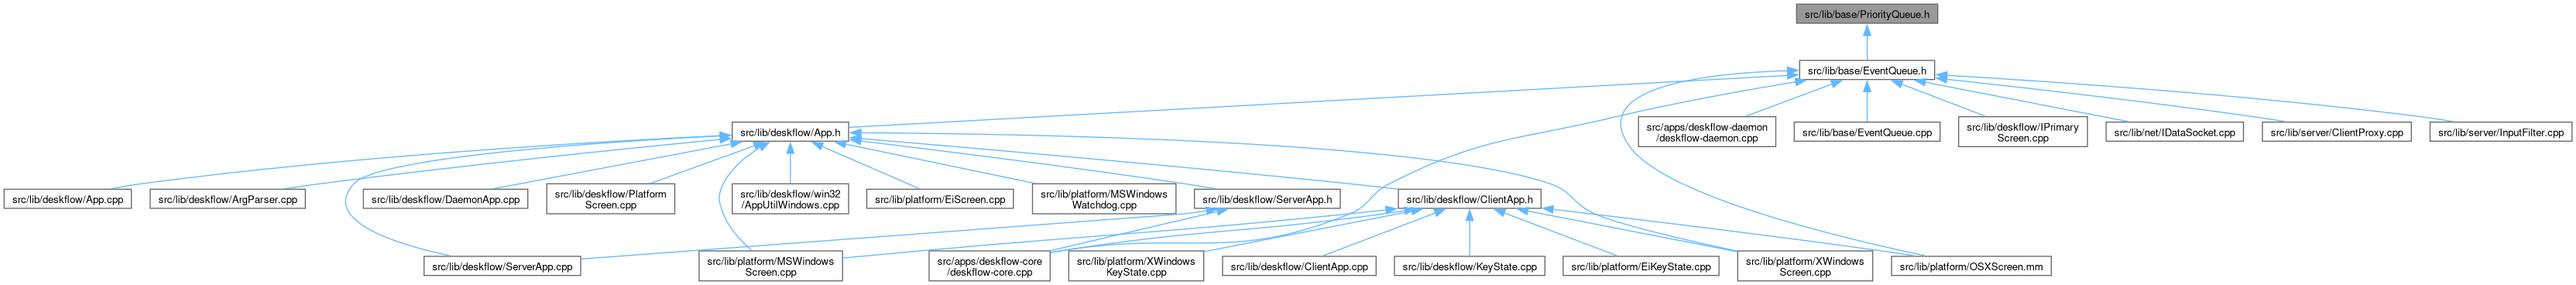 src/lib/base/PriorityQueue.h
src/lib/base/EventQueue.h
src/lib/deskflow/App.h
src/apps/deskflow-daemon
/deskflow-daemon.cpp
src/lib/base/EventQueue.cpp
src/lib/deskflow/IPrimary
Screen.cpp
src/lib/net/IDataSocket.cpp
src/lib/server/ClientProxy.cpp
src/lib/server/InputFilter.cpp
src/lib/deskflow/App.cpp
src/lib/deskflow/ArgParser.cpp
src/lib/deskflow/DaemonApp.cpp
src/lib/deskflow/Platform
Screen.cpp
src/lib/deskflow/win32
/AppUtilWindows.cpp
src/lib/platform/EiScreen.cpp
src/lib/platform/MSWindows
Watchdog.cpp
src/lib/deskflow/ServerApp.h
src/lib/deskflow/ClientApp.h
src/lib/deskflow/ServerApp.cpp
src/lib/platform/MSWindows
Screen.cpp
src/apps/deskflow-core
/deskflow-core.cpp
src/lib/platform/XWindows
KeyState.cpp
src/lib/deskflow/ClientApp.cpp
src/lib/deskflow/KeyState.cpp
src/lib/platform/EiKeyState.cpp
src/lib/platform/XWindows
Screen.cpp
src/lib/platform/OSXScreen.mm